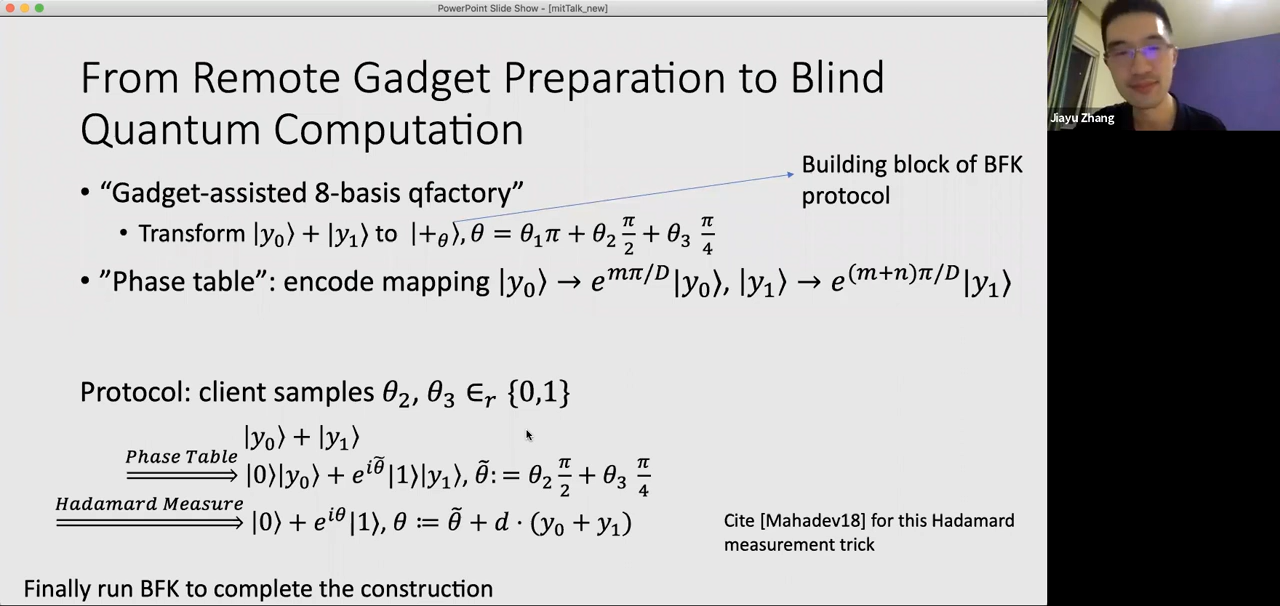 PowerPoint Slide Show - [mitTalk_new]
From Remote Gadget Preparation to Blind
Quantum Computation
Jiayu Zhang
Building block of BFK
protocol
• “Gadget-assisted 8-basis qfactory”
• Transform |y₀⟩ + |y₁⟩ to |+_θ⟩, θ = θ₁π + θ₂ π/2 + θ₃ π/4
• ”Phase table”: encode mapping |y₀⟩ → e^{mπ/D}|y₀⟩, |y₁⟩ → e^{(m+n)π/D}|y₁⟩
Protocol: client samples θ₂, θ₃ ∈ᵣ {0,1}
|y₀⟩ + |y₁⟩
Phase Table
|0⟩|y₀⟩ + e^{iθ̃}|1⟩|y₁⟩, θ̃: = θ₂ π/2 + θ₃ π/4
Hadamard Measure
|0⟩ + e^{iθ}|1⟩, θ ≔ θ̃ + d · (y₀ + y₁)
Cite [Mahadev18] for this Hadamard
measurement trick
Finally run BFK to complete the construction